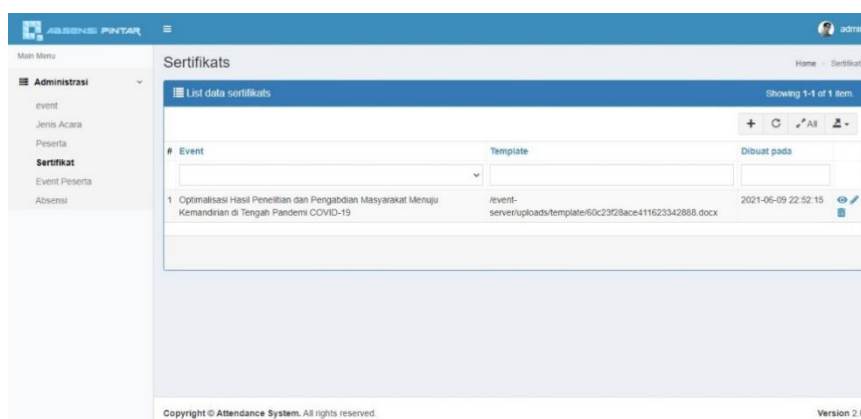 ABSENSI PINTAR
admi
Main Menu
Sertifikats
Home - Sertifikat
Administrasi
event
Jenis Acara
Peserta
Sertifikat
Event Peserta
Absensi
List data sertifikats
Showing 1-1 of 1 item.
All
# Event Template Dibuat pada
1 Optimalisasi Hasil Penelitian dan Pengabdian Masyarakat Menuju /event- 2021-06-09 22:52:15
Kemandirian di Tengah Pandemi COVID-19 server/uploads/template/60c23f28ace411623342888.docx
Copyright © Attendance System. All rights reserved. Version 2.